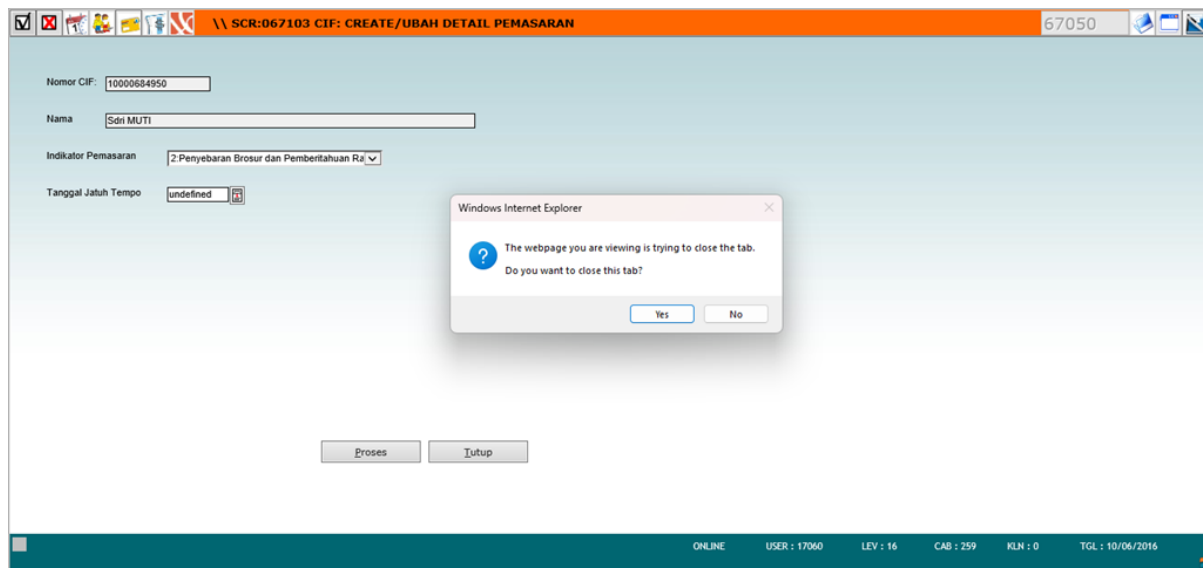 \\ SCR:067103 CIF: CREATE/UBAH DETAIL PEMASARAN
67050
Nomor CIF: 10000684950
Nama Sdri MUTI
Indikator Pemasaran 2:Penyebaran Brosur dan Pemberitahuan Ra
Tanggal Jatuh Tempo undefined
Windows Internet Explorer
The webpage you are viewing is trying to close the tab.
Do you want to close this tab?
Yes No
Proses Tutup
ONLINE USER : 17060 LEV : 16 CAB : 259 KLN : 0 TGL : 10/06/2016